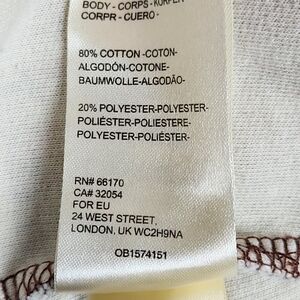 BODY - CORPS - KÖRPER
CORPR - CUERO -
80% COTTON -COTON-
ALGODÓN-COTONE-
BAUMWOLLE-ALGODÃO-
20% POLYESTER-POLYESTER-
POLIÉSTER-POLIESTERE-
POLYESTER-POLIÉSTER-
RN# 66170
CA# 32054
FOR EU
24 WEST STREET,
LONDON, UK WC2H9NA
OB1574151